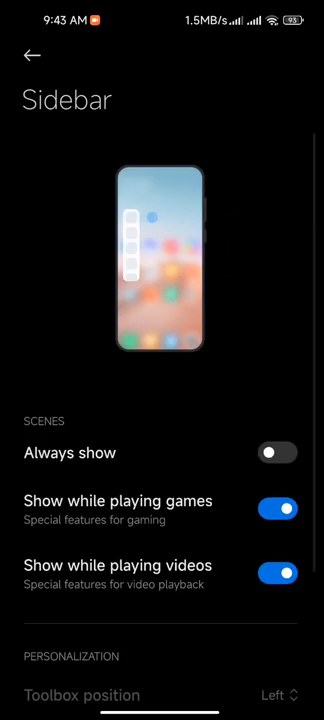 9:43 AM 1.5MB/s 93
Sidebar
SCENES
Always show
Show while playing games
Special features for gaming
Show while playing videos
Special features for video playback
PERSONALIZATION
Toolbox position Left